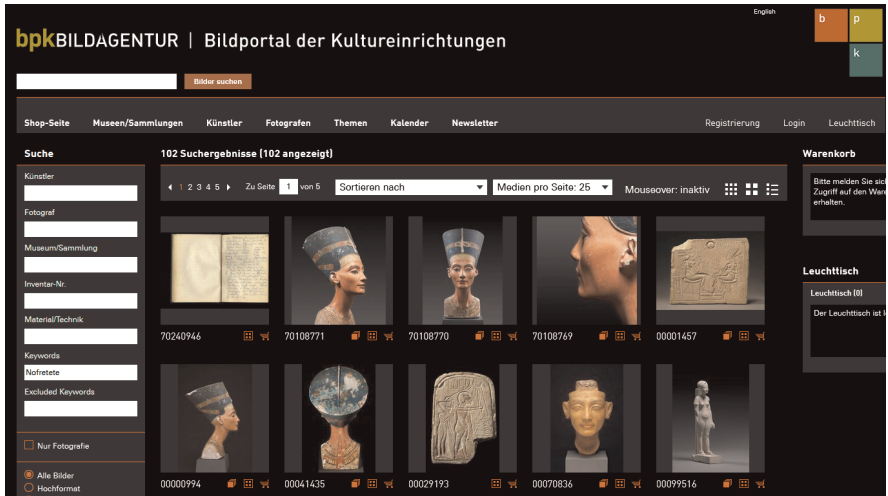 English
b p
k
bpkBILDAGENTUR | Bildportal der Kultureinrichtungen
Bilder suchen
Shop-Seite Museen/Sammlungen Künstler Fotografen Themen Kalender Newsletter Registrierung Login Leuchttisch
Suche
102 Suchergebnisse (102 angezeigt)
Warenkorb
Künstler
1 2 3 4 5 Zu Seite 1 von 5 Sortieren nach Medien pro Seite: 25 Mouseover: inaktiv
Bitte melden Sie
Zugriff auf den
erhalten.
Fotograf
Museum/Sammlung
Inventar-Nr.
Leuchttisch
Leuchttisch (0)
Der Leuchttisch ist
Material/Technik
70240946 70108771 70108770 70108769 00001457
Keywords
Nofretete
Excluded Keywords
Nur Fotografie
Alle Bilder
Hochformat
00000994 00041435 00029193 00070836 00099516